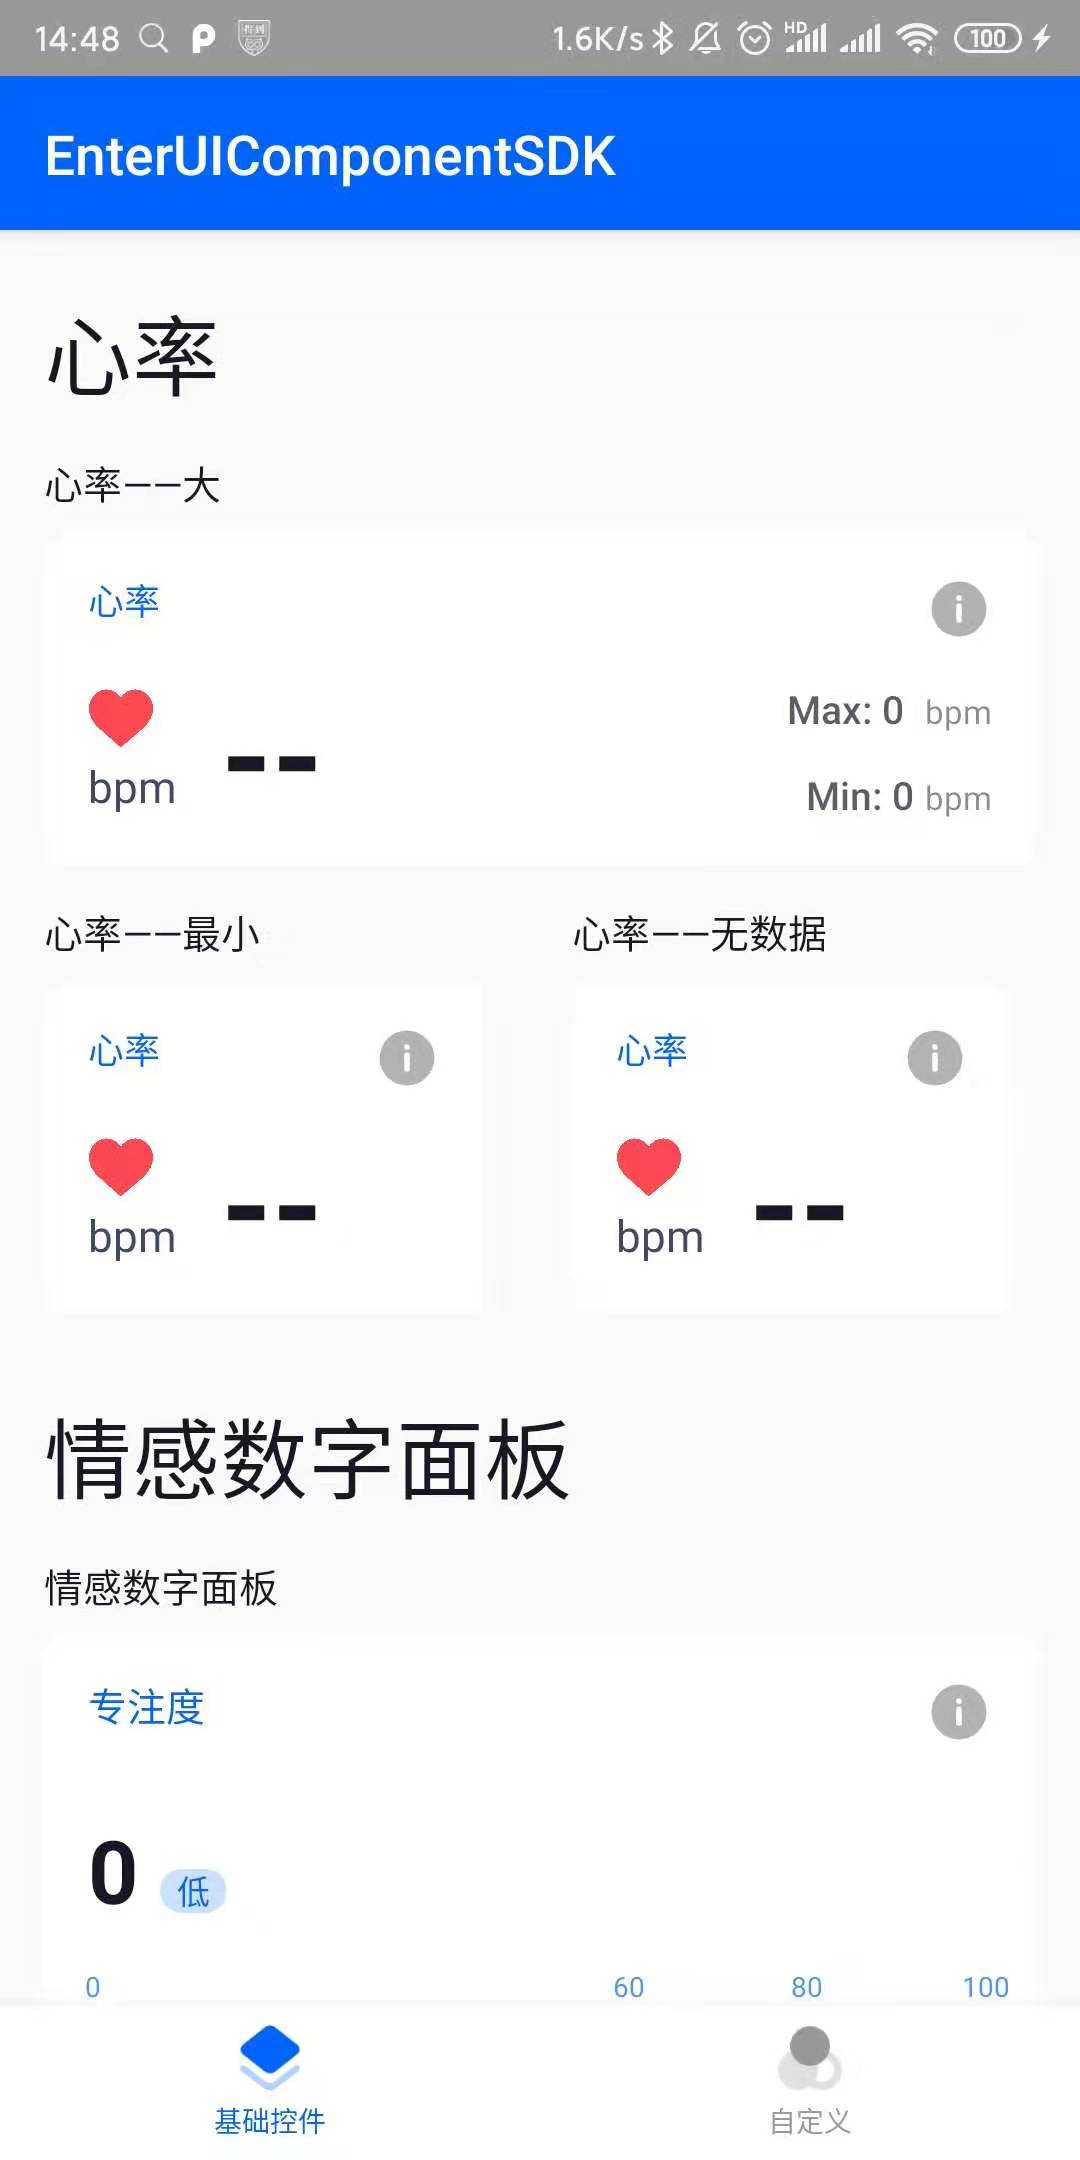 14:48 1.6K/s HD 100
EnterUIComponentSDK
心率
心率——大
心率
Max: 0 bpm
bpm -- Min: 0 bpm
心率——最小 心率——无数据
心率 心率
bpm -- bpm --
情感数字面板
情感数字面板
专注度
0 低
0 60 80 100
基础控件 自定义